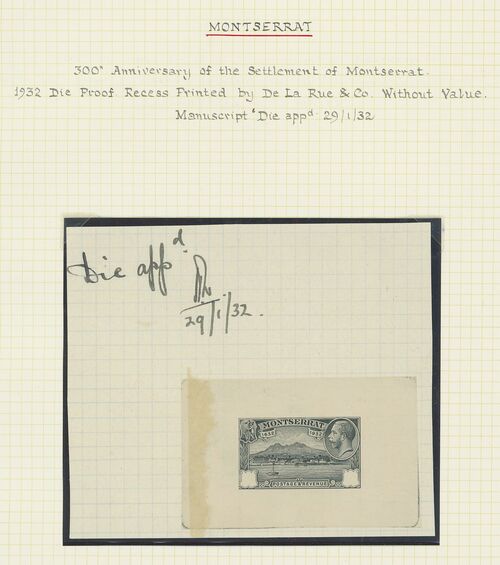 MONTSERRAT
300th Anniversary of the Settlement of Montserrat.
1932 Die Proof Recess Printed by De La Rue & Co. Without Value.
Manuscript 'Die appd 29/1/32
Die appd.
29/1/32.
MONTSERRAT
1632 1932
POSTAGE & REVENUE